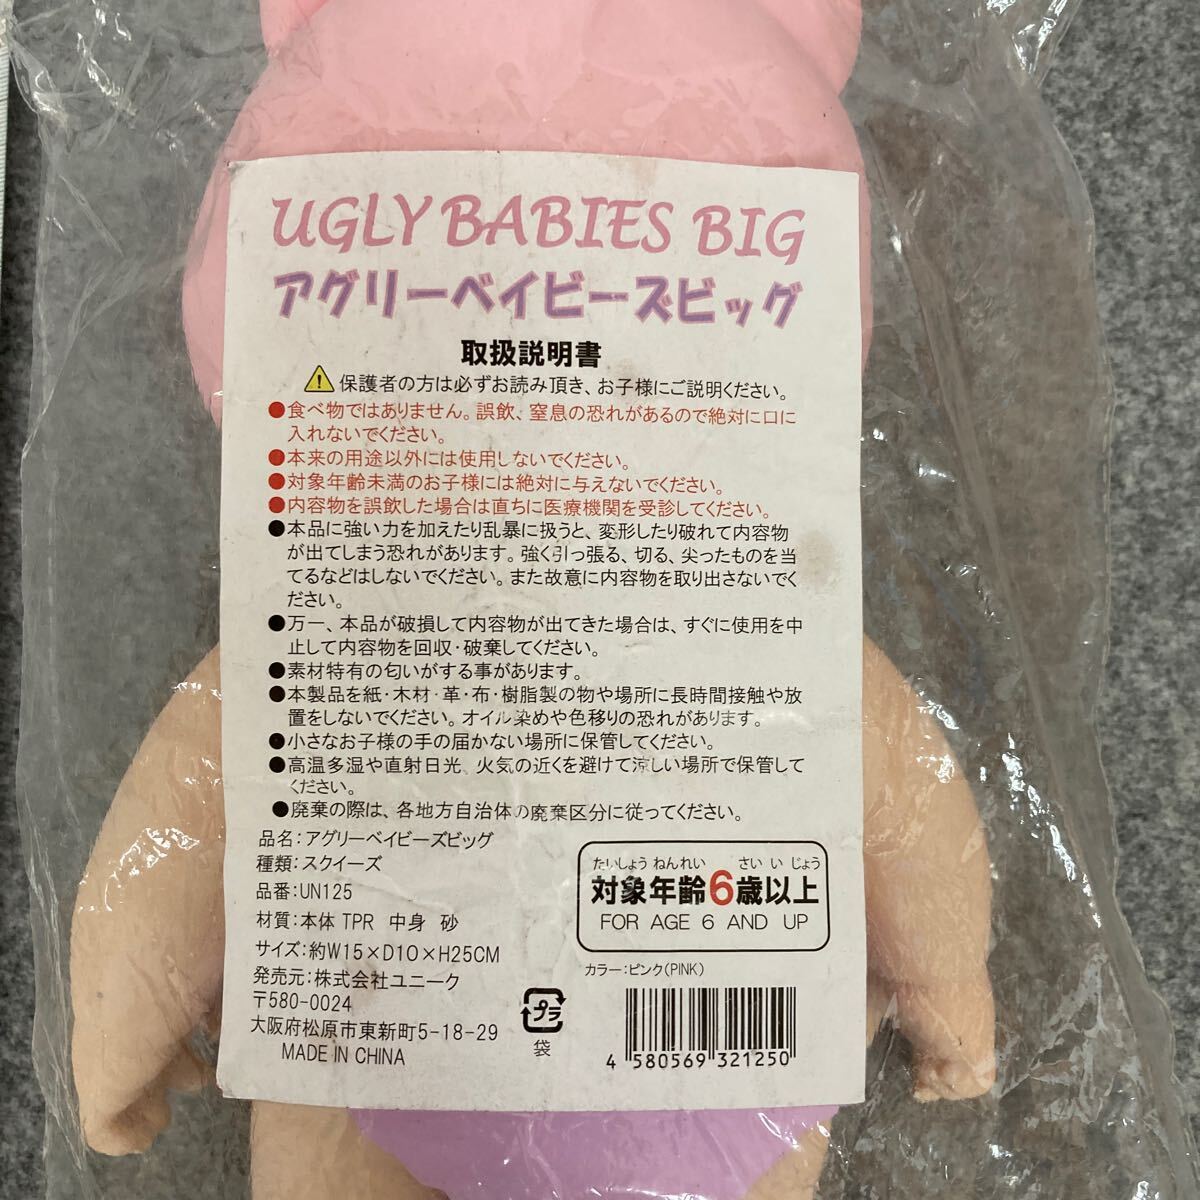 UGLY BABIES BIG
アグリーベイビーズビッグ
取扱説明書
保護者の方は必ずお読み頂き、お子様にご説明ください。
●食べ物ではありません。誤飲、窒息の恐れがあるので絶対に口に
入れないでください。
●本来の用途以外には使用しないでください。
●対象年齢未満のお子様には絶対に与えないでください。
●内容物を誤飲した場合は直ちに医療機関を受診してください。
●本品に強い力を加えたり乱暴に扱うと、変形したり破れて内容物
が出てしまう恐れがあります。強く引っ張る、切る、尖ったものを当
てるなどはしないでください。また故意に内容物を取り出さないでく
ださい。
●万一、本品が破損して内容物が出てきた場合は、すぐに使用を中
止して内容物を回収・破棄してください。
●素材特有の匂いがする事があります。
●本製品を紙・木材・革・布・樹脂製の物や場所に長時間接触や放
置をしないでください。オイル染めや色移りの恐れがあります。
●小さなお子様の手の届かない場所に保管してください。
●高温多湿や直射日光、火気の近くを避けて涼しい場所で保管して
ください。
●廃棄の際は、各地方自治体の廃棄区分に従ってください。
品名：アグリーベイビーズビッグ
種類：スクイーズ
品番：UN125
材質：本体 TPR 中身 砂
サイズ：約W15×D10×H25CM
発売元：株式会社ユニーク
〒580-0024
大阪府松原市東新町5-18-29
MADE IN CHINA
たいしょう ねんれい さい い じょう
対象年齢6歳以上
FOR AGE 6 AND UP
カラー：ピンク(PINK)
プラ
袋
4 580569 321250